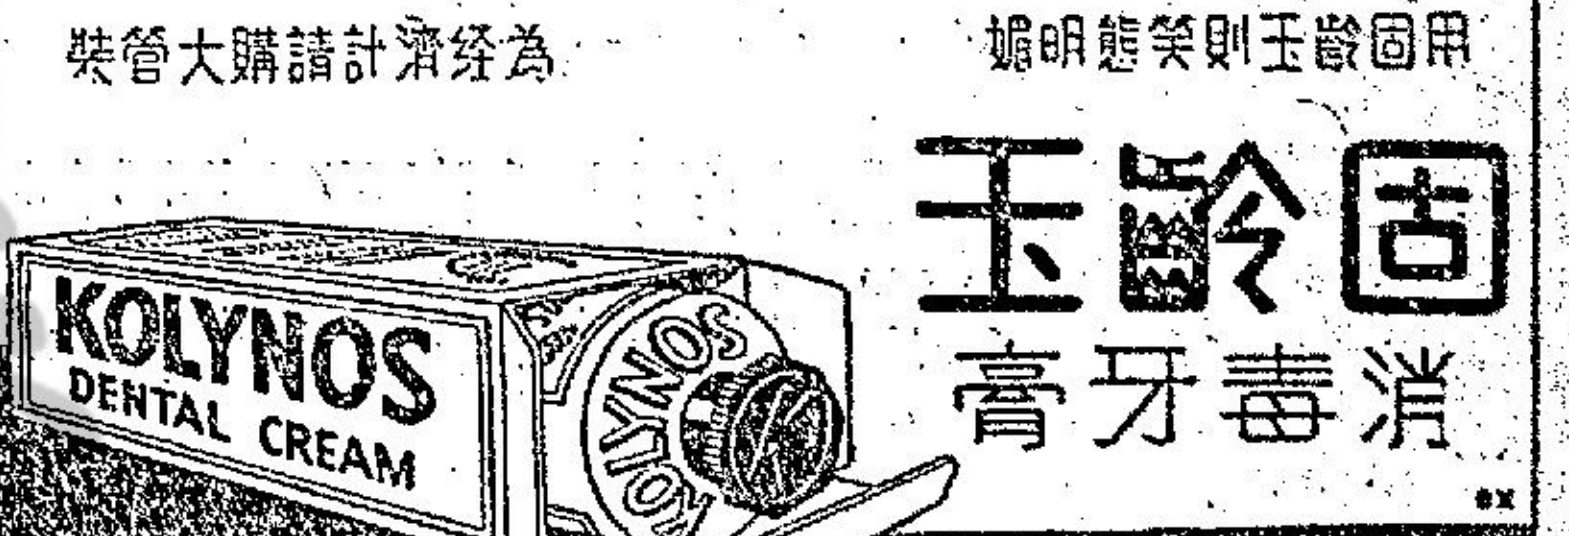 用固齡玉則笑態明媚
為经濟計請購大管裝
固齡玉
消毒牙膏
KOLYNOS
DENTAL CREAM
KOLYNOS